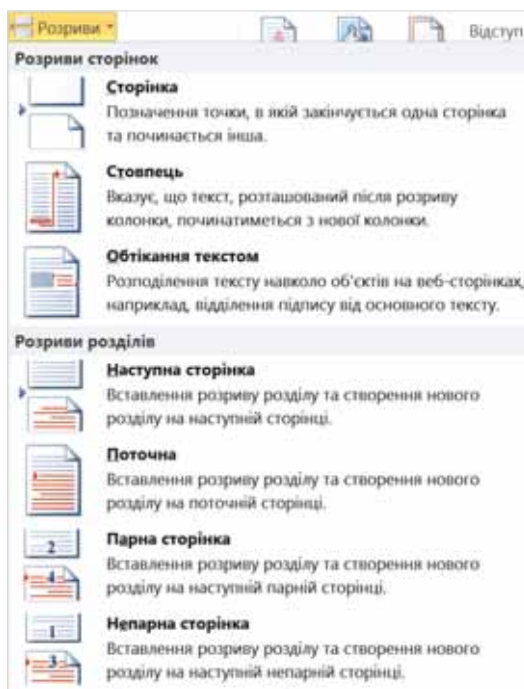 Розриви
Відступ
Розриви сторінок
Сторінка
Позначення точки, в якій закінчується одна сторінка
та починається інша.
Стовпець
Вказує, що текст, розташований після розриву
колонки, починатиметься з нової колонки.
Обтікання текстом
Розподілення тексту навколо об'єктів на веб-сторінках,
наприклад, відділення підпису від основного тексту.
Розриви розділів
Наступна сторінка
Вставлення розриву розділу та створення нового
розділу на наступній сторінці.
Поточна
Вставлення розриву розділу та створення нового
розділу на поточній сторінці.
2
Парна сторінка
Вставлення розриву розділу та створення нового
4
розділу на наступній парній сторінці.
1
Непарна сторінка
Вставлення розриву розділу та створення нового
3
розділу на наступній непарній сторінці.